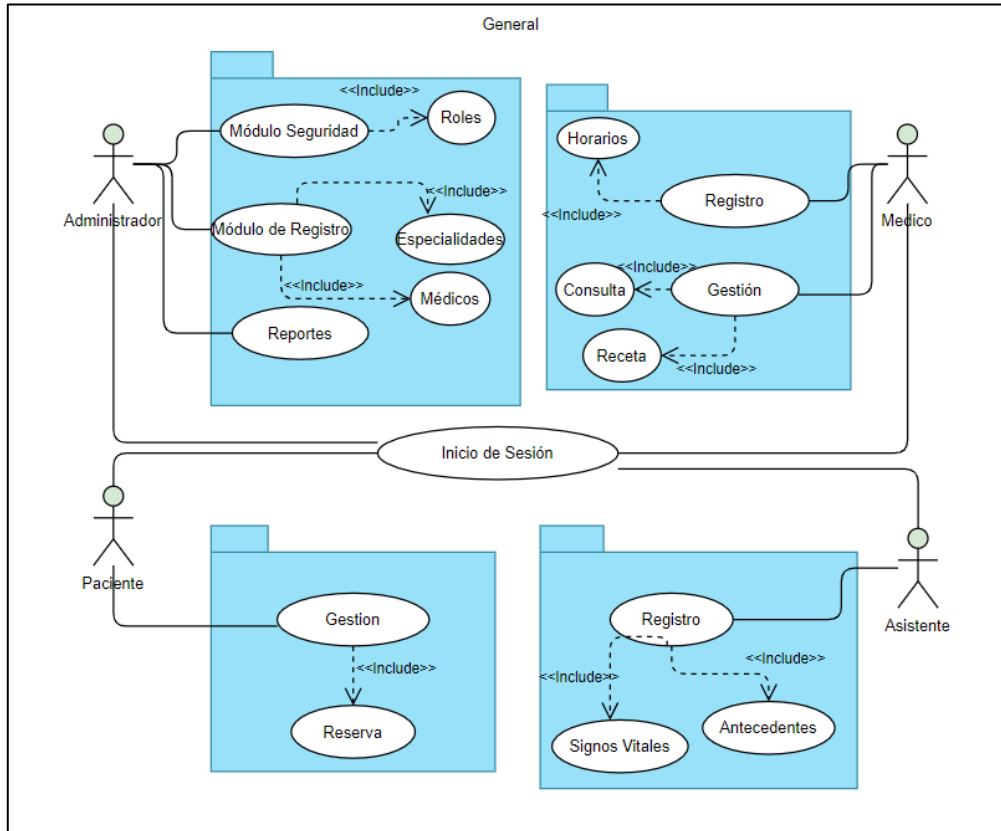 General
<<Include>>
Módulo Seguridad
Roles
Administrador
<<Include>>
Módulo de Registro
Especialidades
<<Include>>
Médicos
Reportes
Horarios
Registro
<<Include>>
Medico
<<Include>>
Consulta
Gestión
Receta
<<Include>>
Inicio de Sesión
Paciente
Gestion
<<Include>>
Reserva
Registro
Asistente
<<Include>>
<<Include>>
Signos Vitales
Antecedentes